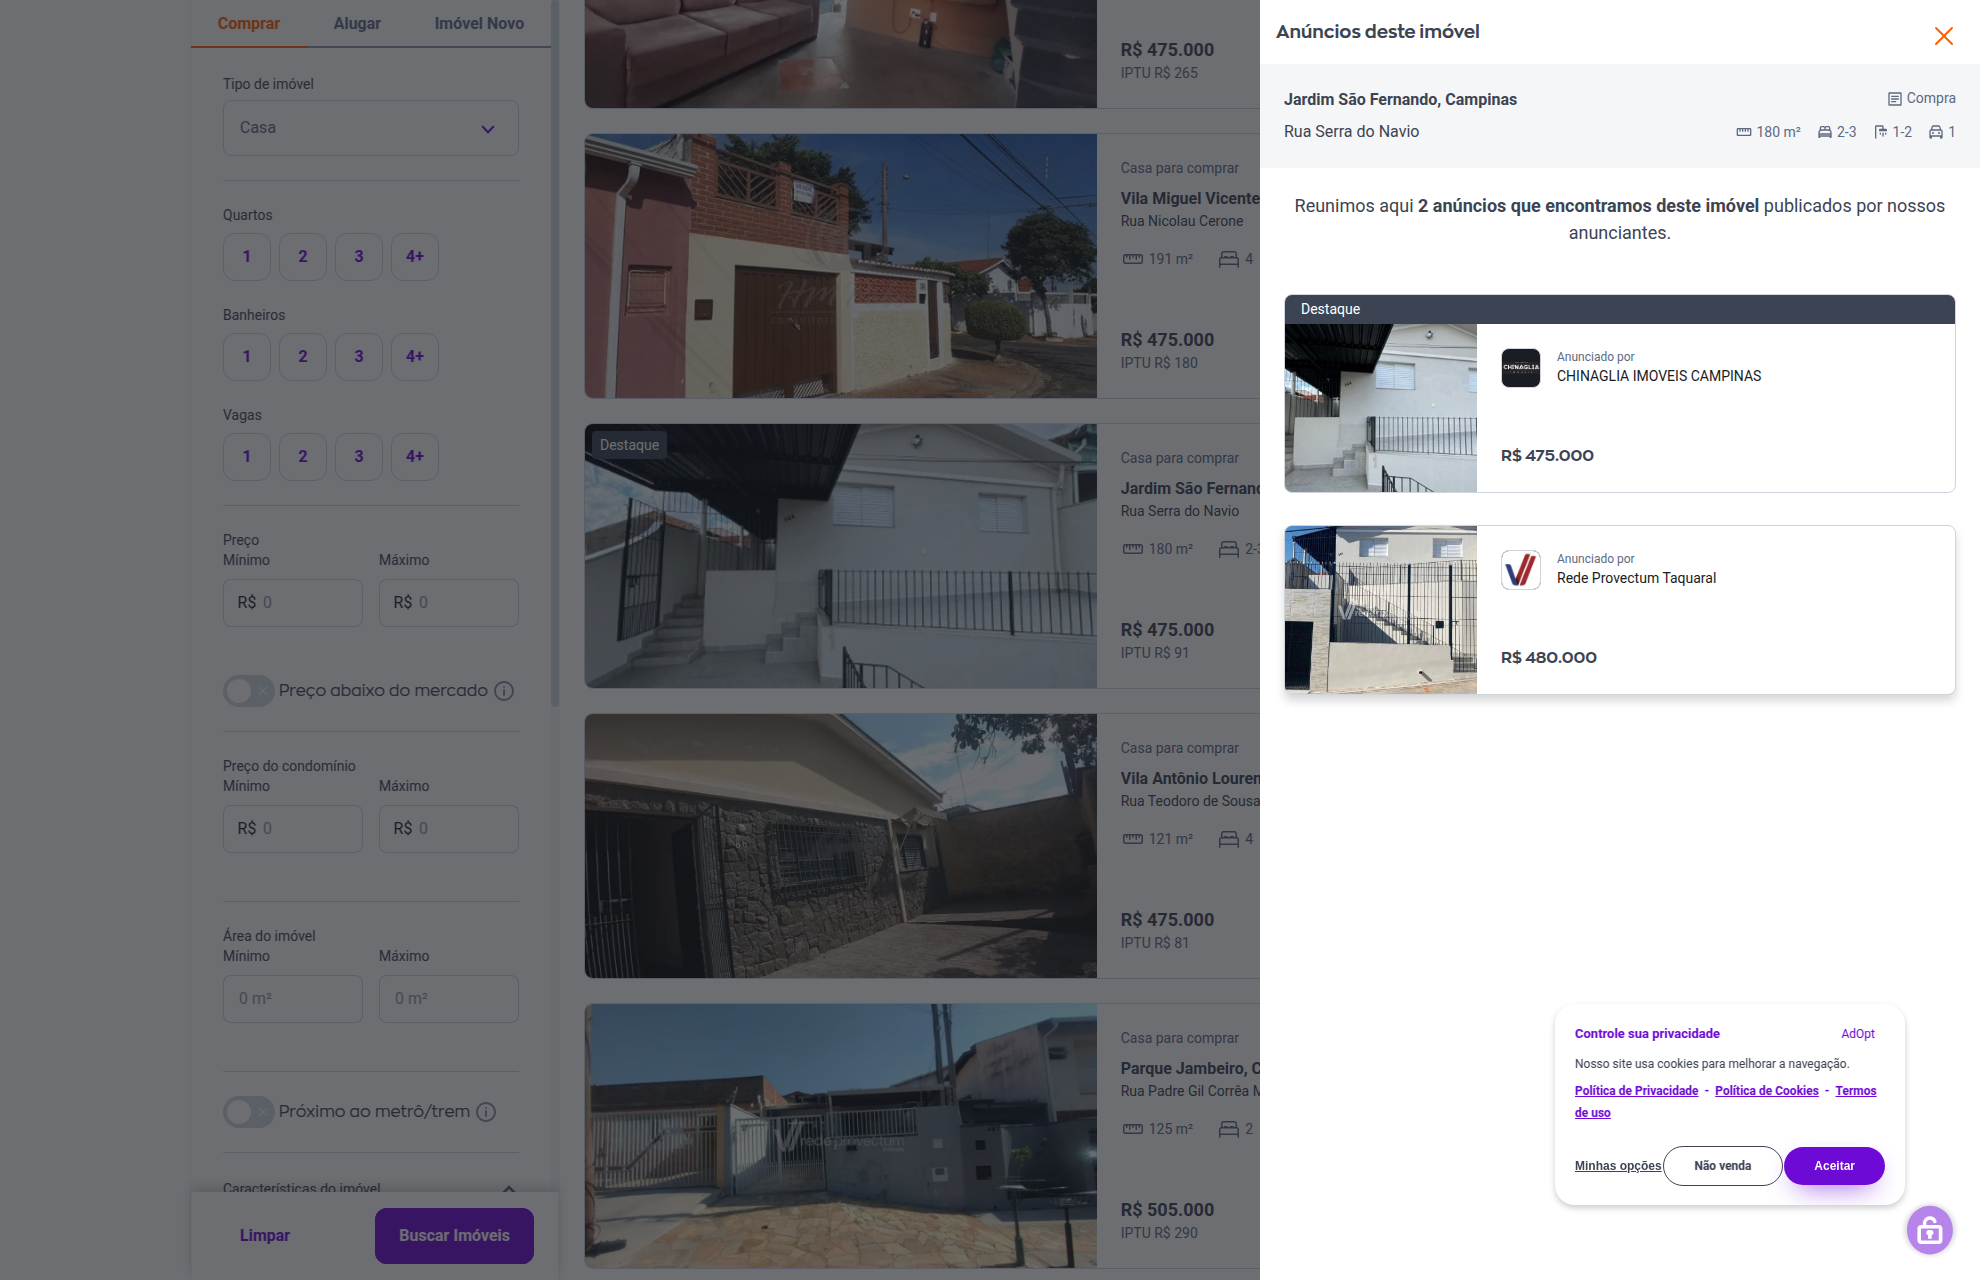 Comprar
Alugar
Imóvel Novo
Tipo de imóvel
Casa
Quartos
1 2 3 4+
Banheiros
1 2 3 4+
Vagas
1 2 3 4+
Preço
Mínimo Máximo
R$ 0 R$ 0
Preço abaixo do mercado
Preço do condomínio
Mínimo Máximo
R$ 0 R$ 0
Área do imóvel
Mínimo Máximo
0 m² 0 m²
Próximo ao metrô/trem
Características do imóvel
Limpar
Buscar Imóveis
R$ 475.000
IPTU R$ 265
Casa para comprar
Vila Miguel Vicente
Rua Nicolau Cerone
191 m² 4
R$ 475.000
IPTU R$ 180
Destaque
Casa para comprar
Jardim São Fernand
Rua Serra do Navio
180 m² 2-3
R$ 475.000
IPTU R$ 91
Casa para comprar
Vila Antônio Louren
Rua Teodoro de Sousa
121 m² 4
R$ 475.000
IPTU R$ 81
rede provectum
Casa para comprar
Parque Jambeiro, C
Rua Padre Gil Corrêa M
125 m² 2
R$ 505.000
IPTU R$ 290
Anúncios deste imóvel
Jardim São Fernando, Campinas
Compra
Rua Serra do Navio
180 m² 2-3 1-2 1
Reunimos aqui 2 anúncios que encontramos deste imóvel publicados por nossos
anunciantes.
Destaque
CHINAGLIA
Anunciado por
CHINAGLIA IMOVEIS CAMPINAS
R$ 475.000
Anunciado por
Rede Provectum Taquaral
R$ 480.000
Controle sua privacidade
AdOpt
Nosso site usa cookies para melhorar a navegação.
Política de Privacidade - Política de Cookies - Termos
de uso
Minhas opções
Não venda
Aceitar